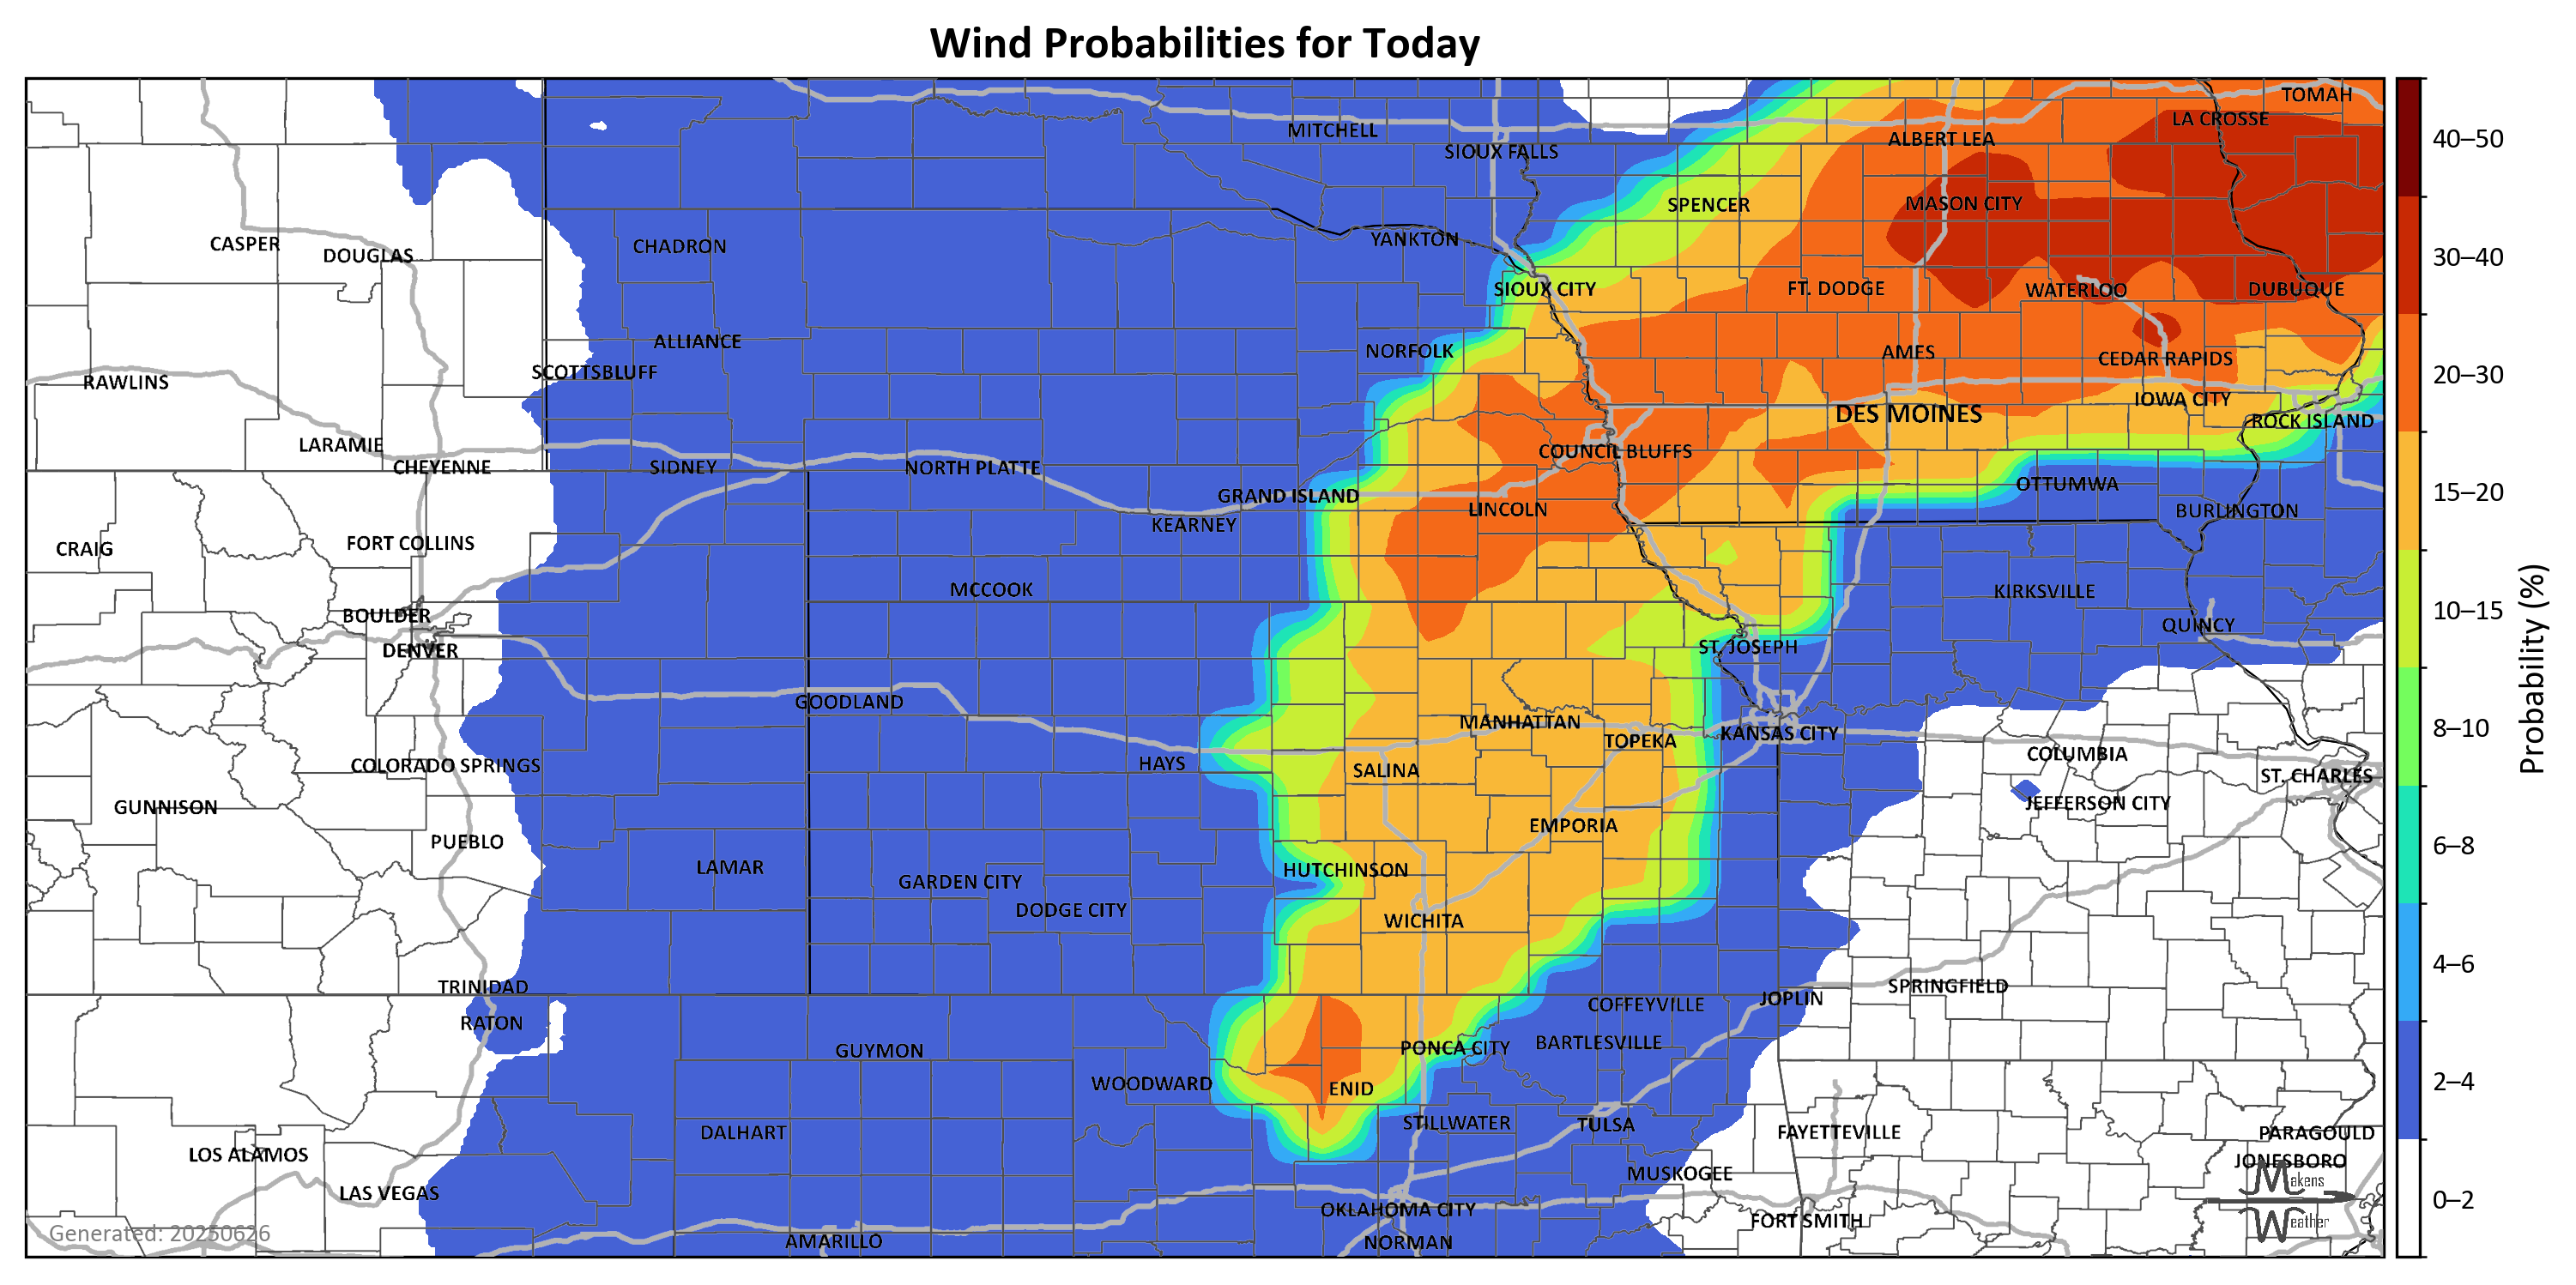 Wind Probabilities for Today
TOMAH
LA CROSSE
MITCHELL
ALBERT LEA
SIOUX FALLS
SPENCER
MASON CITY
YANKTON
CASPER
CHADRON
DOUGLAS
SIOUX CITY
FT. DODGE
WATERLOO
DUBUQUE
ALLIANCE
NORFOLK
AMES
CEDAR RAPIDS
SCOTTSBLUFF
RAWLINS
IOWA CITY
DES MOINES
ROCK ISLAND
LARAMIE
COUNCIL BLUFFS
CHEYENNE
SIDNEY
NORTH PLATTE
OTTUMWA
GRAND ISLAND
LINCOLN
BURLINGTON
KEARNEY
CRAIG
FORT COLLINS
MCCOOK
KIRKSVILLE
BOULDER
QUINCY
DENVER
ST. JOSEPH
GOODLAND
MANHATTAN
KANSAS CITY
TOPEKA
COLUMBIA
COLORADO SPRINGS
HAYS
SALINA
ST. CHARLES
GUNNISON
JEFFERSON CITY
EMPORIA
PUEBLO
LAMAR
HUTCHINSON
GARDEN CITY
DODGE CITY
WICHITA
TRINIDAD
SPRINGFIELD
JOPLIN
COFFEYVILLE
RATON
BARTLESVILLE
PONCA CITY
GUYMON
WOODWARD
ENID
STILLWATER
TULSA
DALHART
FAYETTEVILLE
PARAGOULD
LOS ALAMOS
JONESBORO
MUSKOGEE
LAS VEGAS
OKLAHOMA CITY
FORT SMITH
AMARILLO
NORMAN
Makens
Weather
Generated: 20250626
40–50
30–40
20–30
15–20
10–15
8–10
6–8
4–6
2–4
0–2
Probability (%)